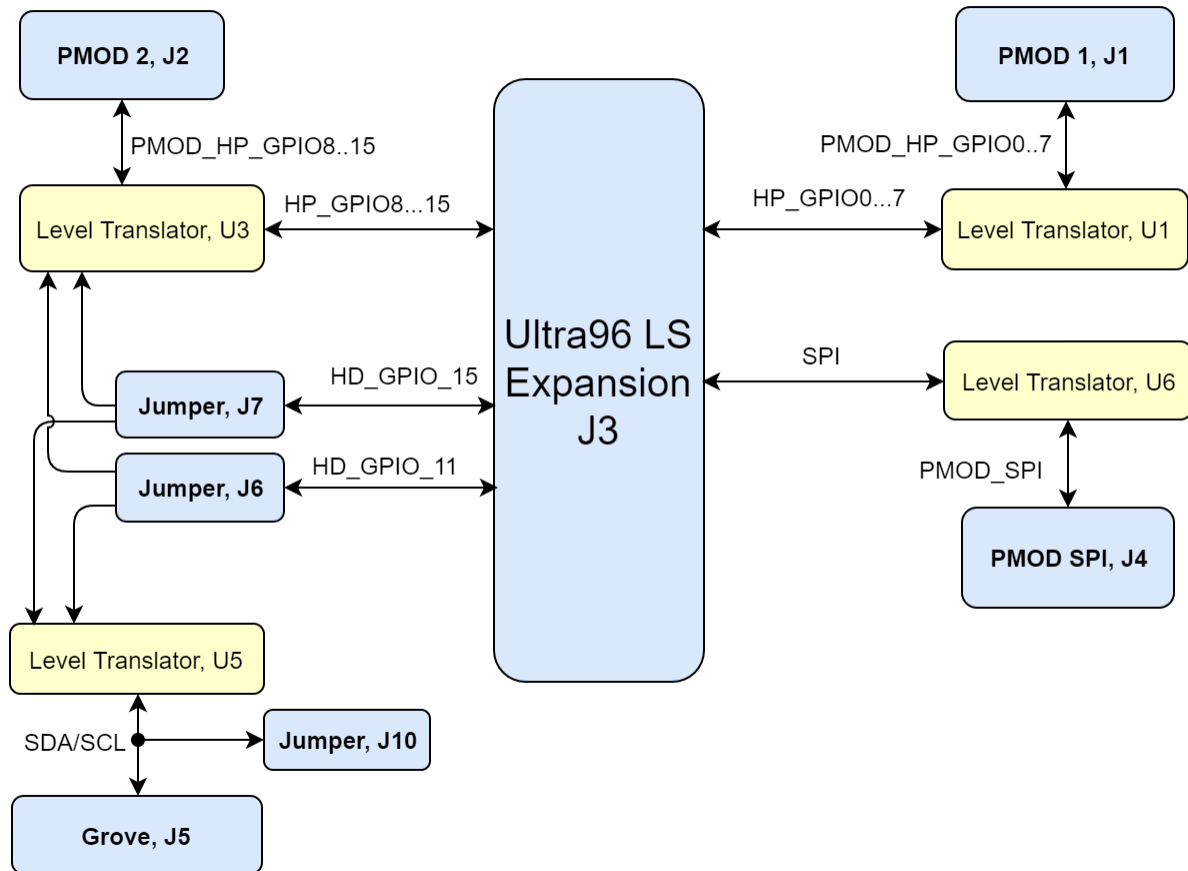 PMOD 2, J2
PMOD 1, J1
PMOD_HP_GPIO8..15
PMOD_HP_GPIO0..7
Level Translator, U3
HP_GPIO8...15
HP_GPIO0...7
Level Translator, U1
Ultra96 LS
Expansion
J3
HD_GPIO_15
Jumper, J7
HD_GPIO_11
Jumper, J6
SPI
Level Translator, U6
PMOD_SPI
PMOD SPI, J4
Level Translator, U5
SDA/SCL
Jumper, J10
Grove, J5